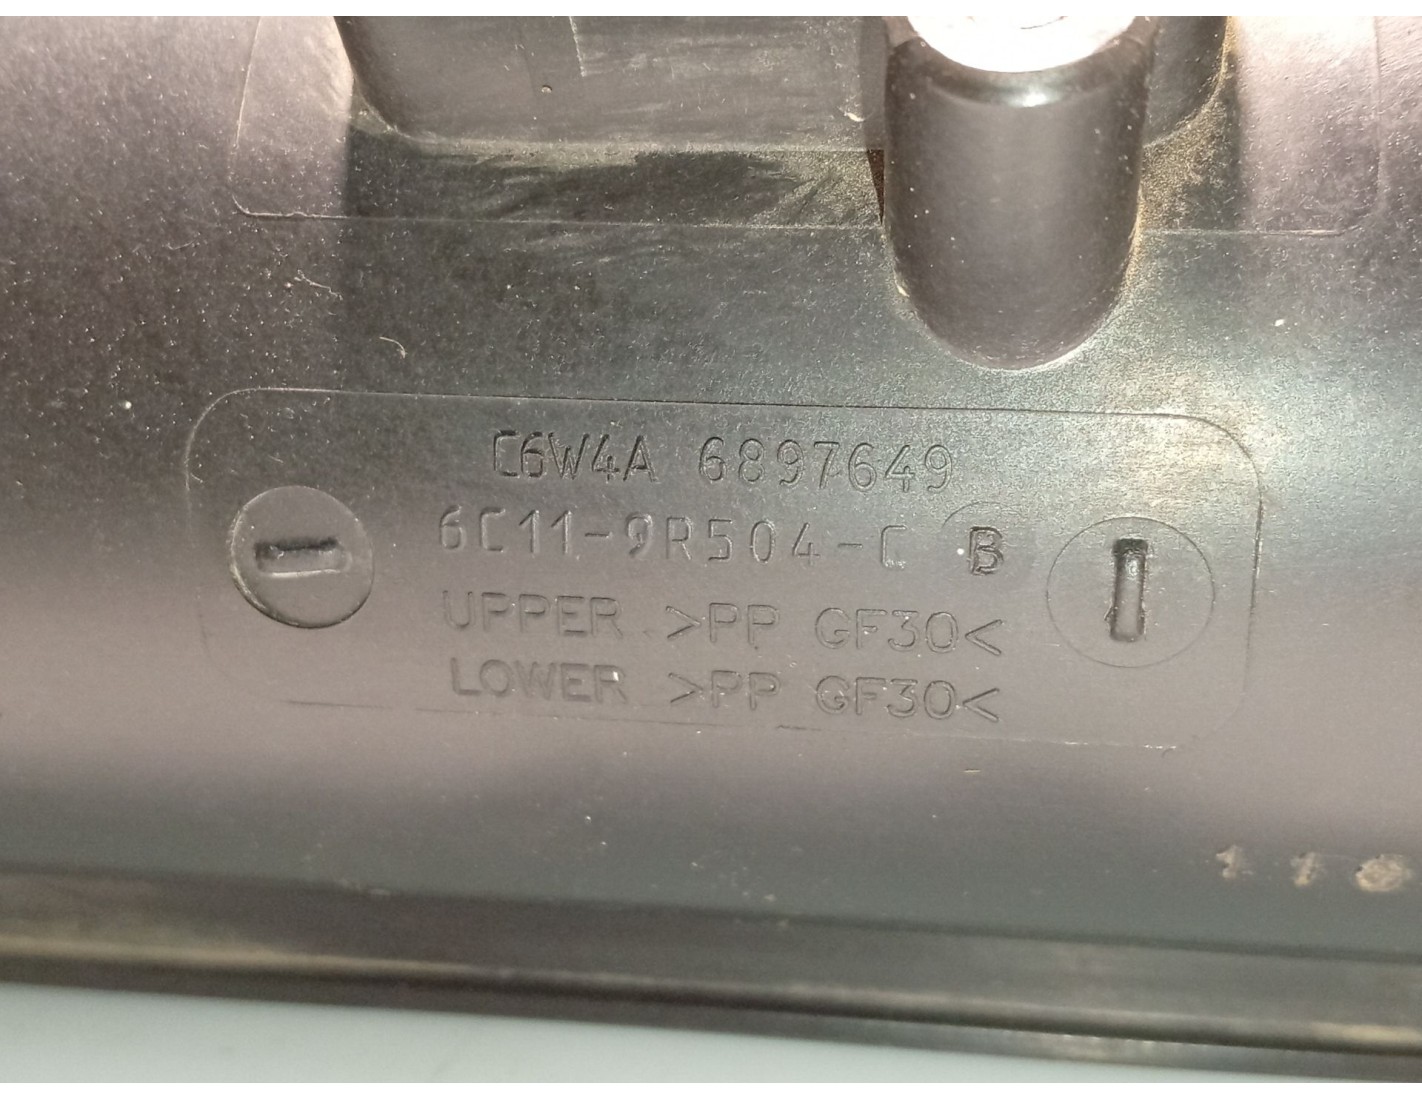 C6W4A 6897649
6C11-9R504-C B
UPPER >PP GF30<
LOWER >PP GF30<